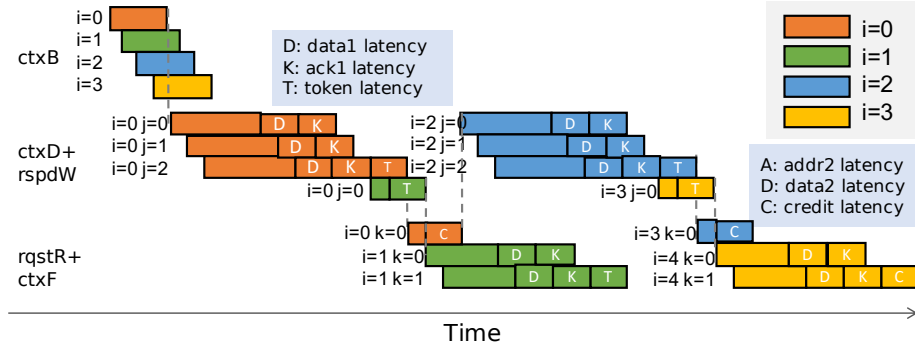 i=0
i=1
ctxB
i=2
i=3
D: data1 latency
K: ack1 latency
T: token latency
i=0
i=1
i=2
i=3
i=0 j=0 D K
i=0 j=1 D K
i=0 j=2 D K T
i=0 j=0 T
ctxD+
rspdW
i=2 j=0 D K
i=2 j=1 D K
i=2 j=2 D K T
i=3 j=0 T
A: addr2 latency
D: data2 latency
C: credit latency
rqstR+
ctxF
i=0 k=0 C
i=1 k=0 D K
i=1 k=1 D K T
i=3 k=0 C
i=4 k=0 D K
i=4 k=1 D K C
Time